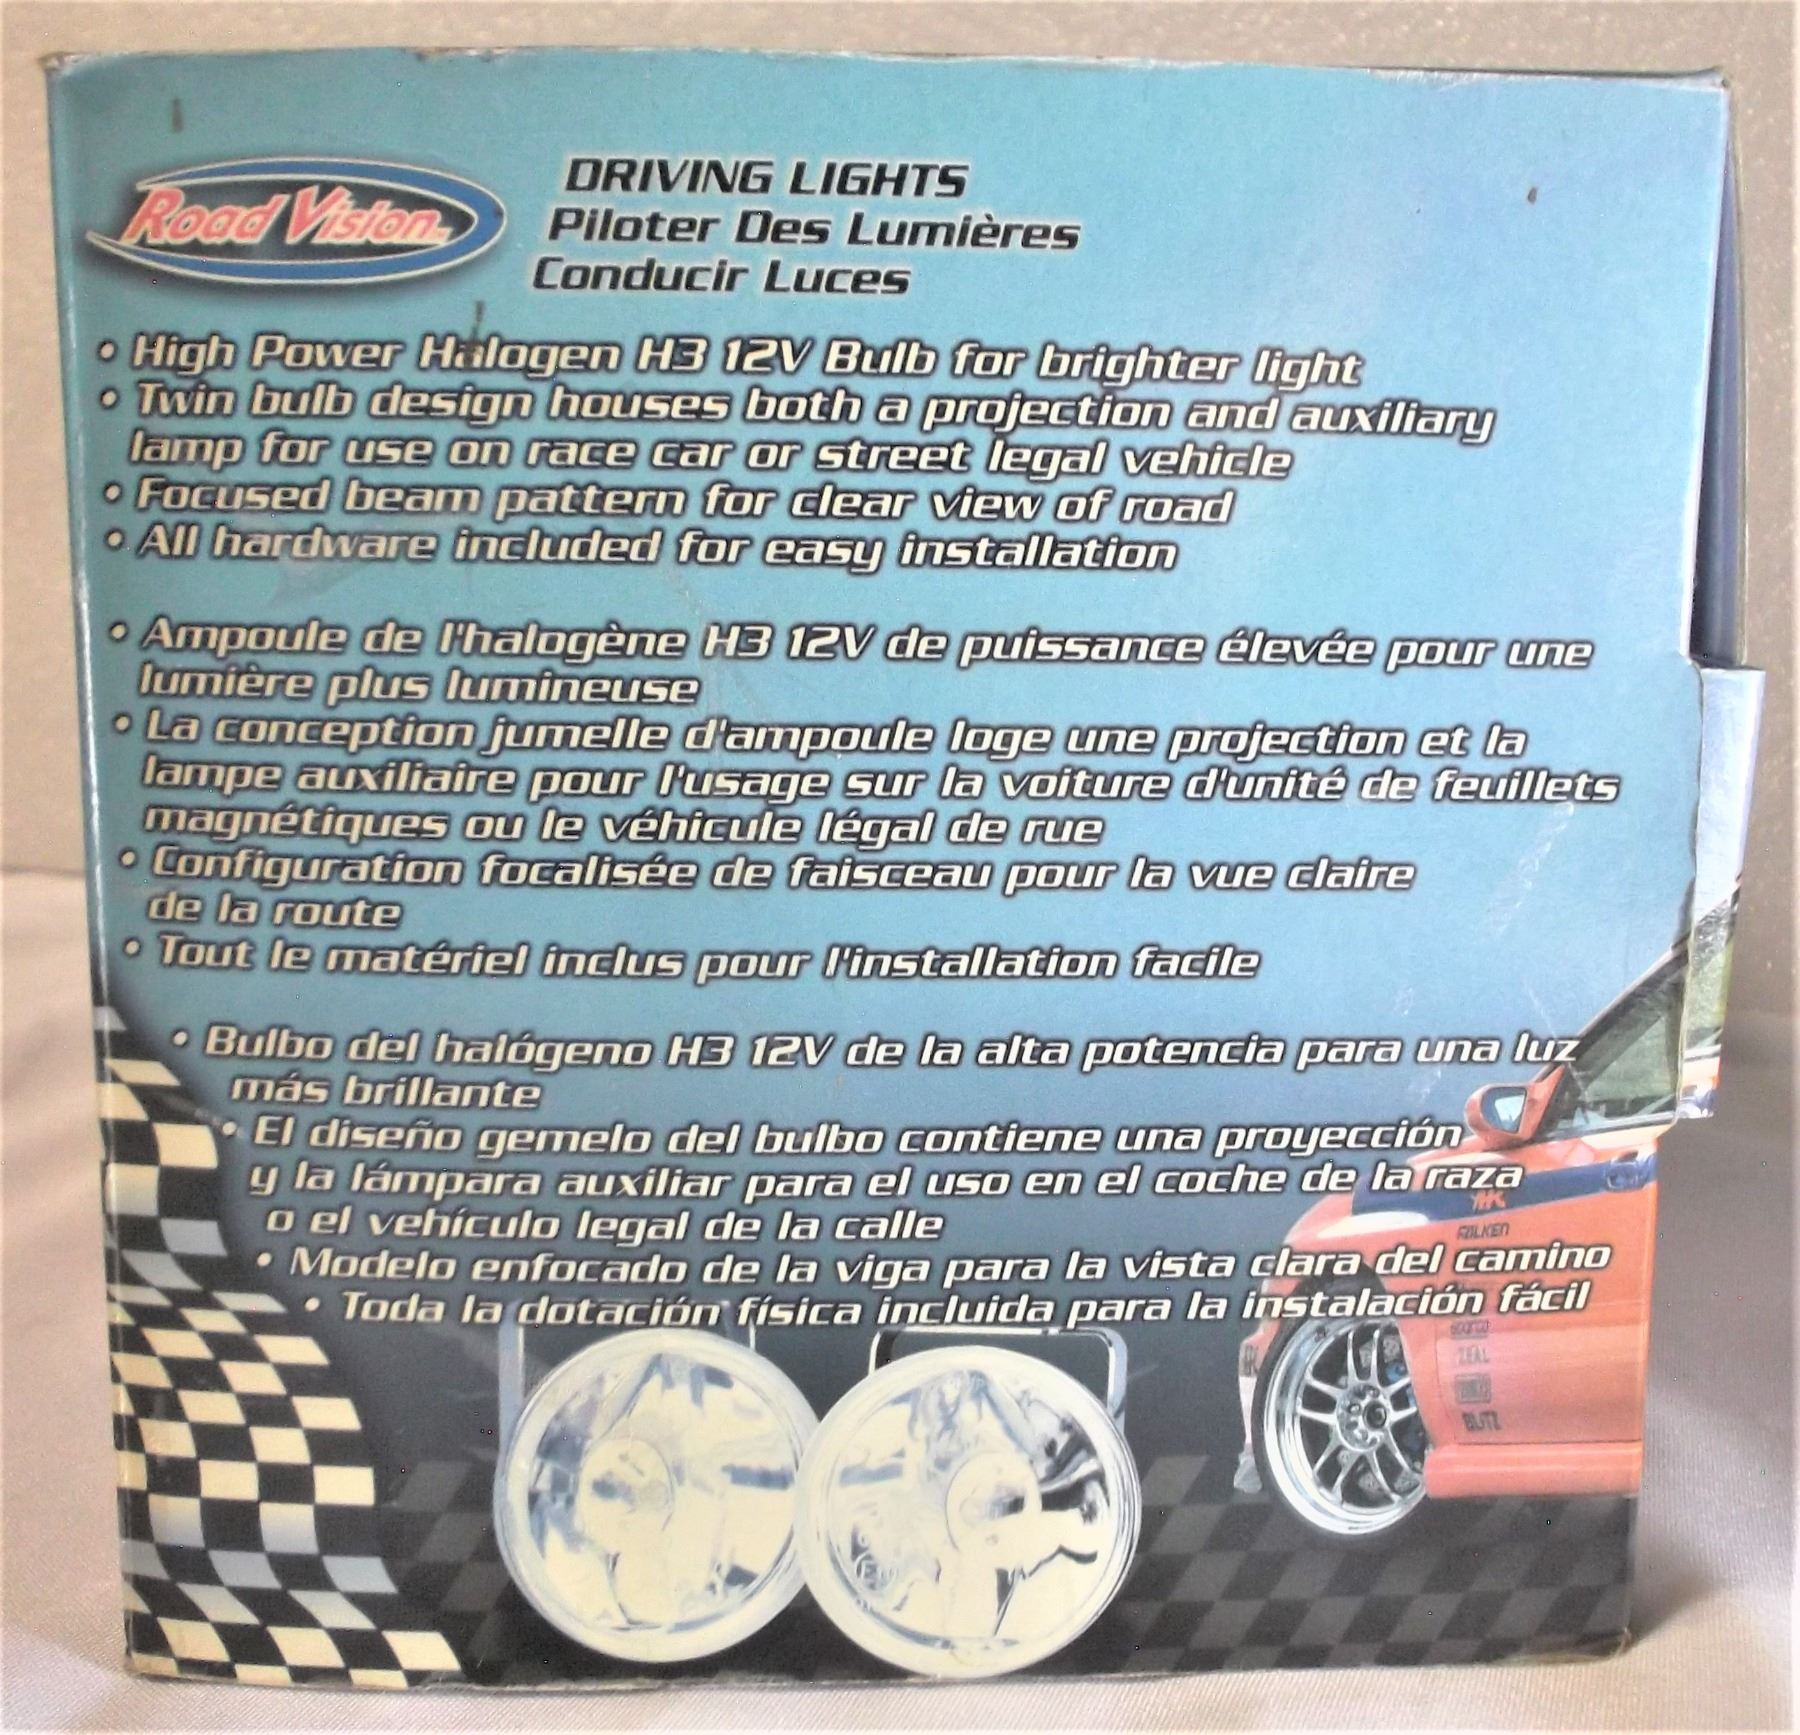 Road Vision
DRIVING LIGHTS
Piloter Des Lumières
Conducir Luces
• High Power Halogen H3 12V Bulb for brighter light
• Twin bulb design houses both a projection and auxiliary
lamp for use on race car or street legal vehicle
• Focused beam pattern for clear view of road
• All hardware included for easy installation
• Ampoule de l'halogène H3 12V de puissance élevée pour une
lumière plus lumineuse
• La conception jumelle d'ampoule loge une projection et la
lampe auxiliaire pour l'usage sur la voiture d'unité de feuillets
magnétiques ou le véhicule légal de rue
• Configuration focalisée de faisceau pour la vue claire
de la route
• Tout le matériel inclus pour l'installation facile
• Bulbo del halógeno H3 12V de la alta potencia para una luz
más brillante
• El diseño gemelo del bulbo contiene una proyección
y la lámpara auxiliar para el uso en el coche de la raza
o el vehículo legal de la calle
• Modelo enfocado de la viga para la vista clara del camino
• Toda la dotación física incluida para la instalación fácil
FALKEN
ZEAL
BLITZ